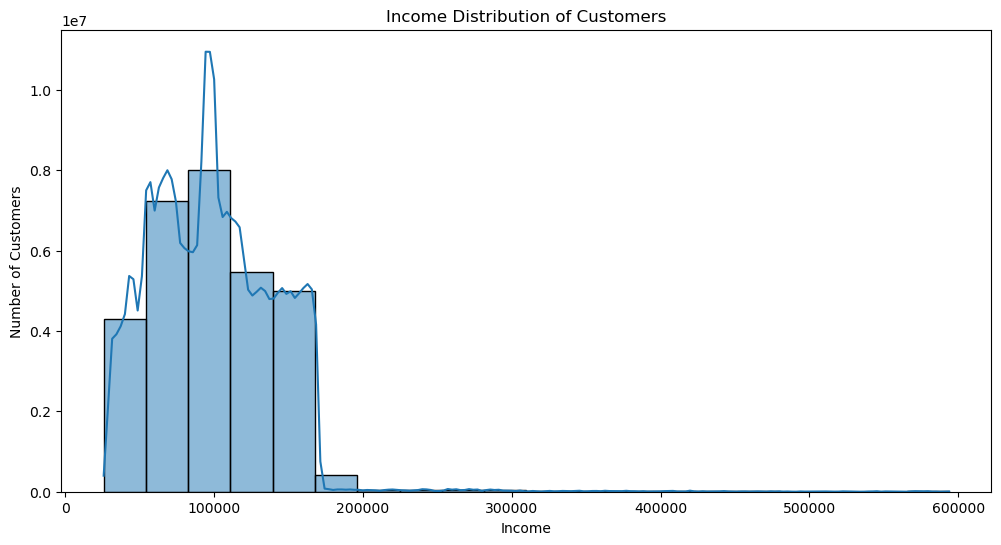 Income Distribution of Customers
1e7
1.0
0.8
0.6
0.4
0.2
0.0
Number of Customers
0 100000 200000 300000 400000 500000 600000
Income